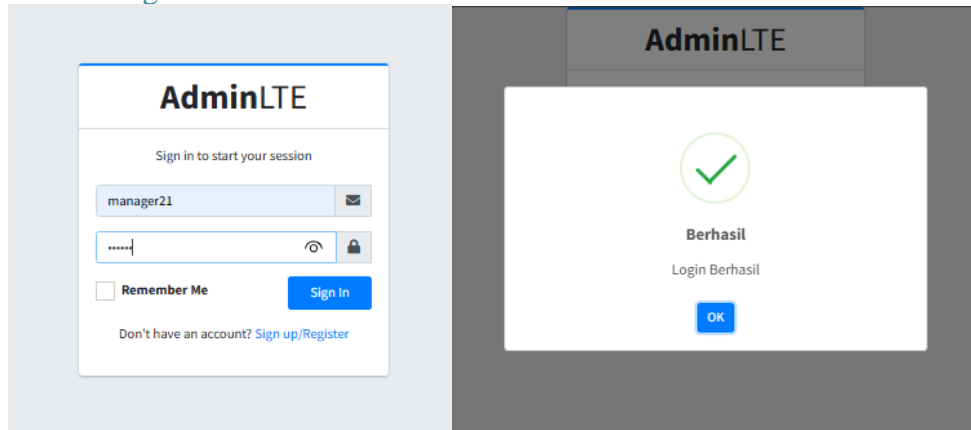 AdminLTE
Sign in to start your session
manager21
••••••
Remember Me
Sign In
Don't have an account? Sign up/Register
AdminLTE
Berhasil
Login Berhasil
OK